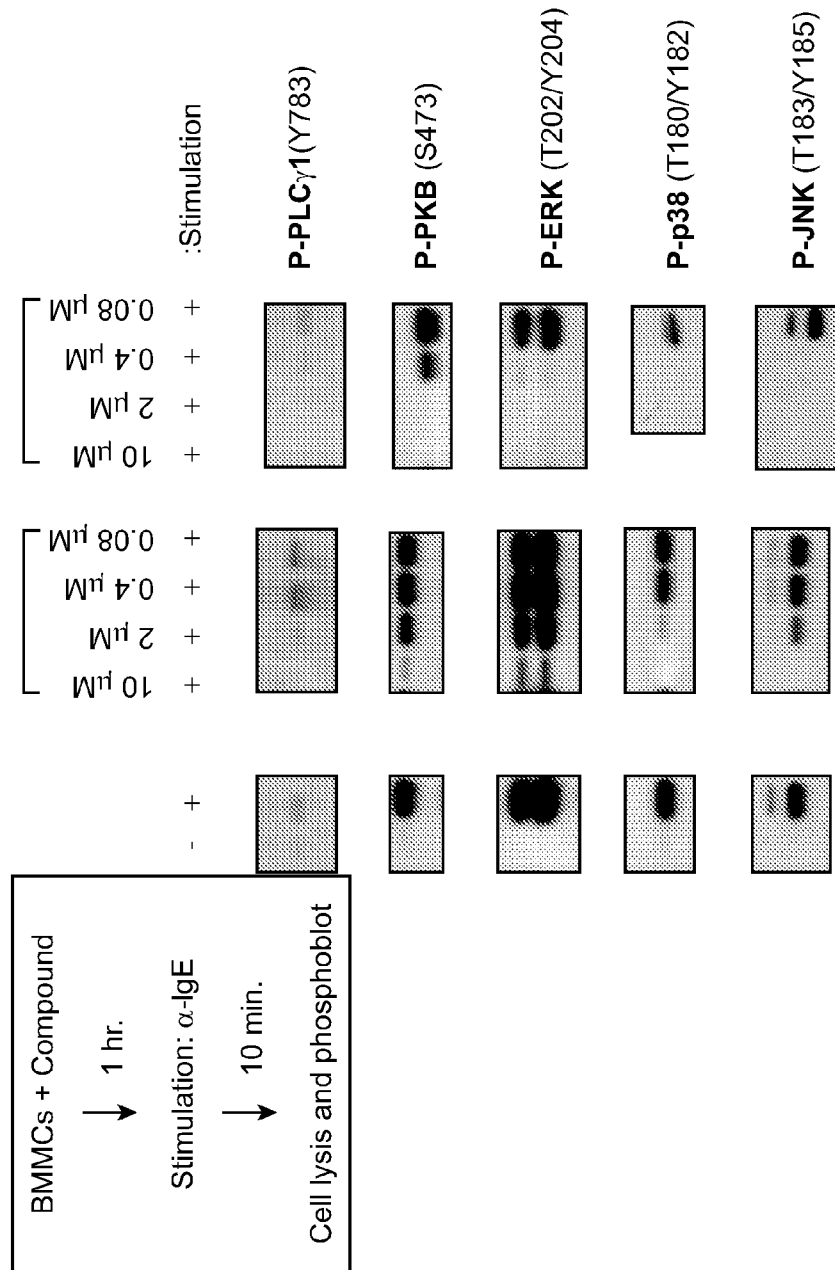 BMMCs + Compound
1 hr.
Stimulation: α-IgE
10 min.
Cell lysis and phosphoblot
10 µM 2 µM 0.4 µM 0.08 µM 10 µM 2 µM 0.4 µM 0.08 µM
- + + + + + + + + + :Stimulation
P-PLCγ1(Y783)
P-PKB (S473)
P-ERK (T202/Y204)
P-p38 (T180/Y182)
P-JNK (T183/Y185)